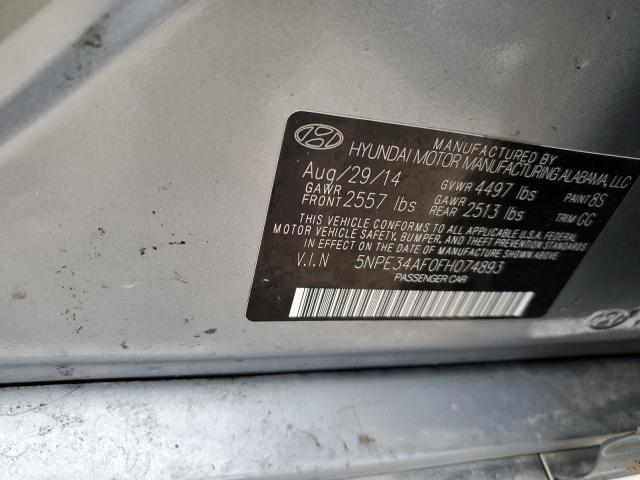 MANUFACTURED BY
HYUNDAI MOTOR MANUFACTURING ALABAMA, LLC
Aug/29/14 GVWR 4497 lbs PAINT 8S
GAWR FRONT 2557 lbs GAWR REAR 2513 lbs TRIM CC
THIS VEHICLE CONFORMS TO ALL APPLICABLE U.S.A. FEDERAL
MOTOR VEHICLE SAFETY, BUMPER, AND THEFT PREVENTION STANDARDS
IN EFFECT ON THE DATE OF MANUFACTURE SHOWN ABOVE.
V.I.N 5NPE34AF0FH074893
PASSENGER CAR